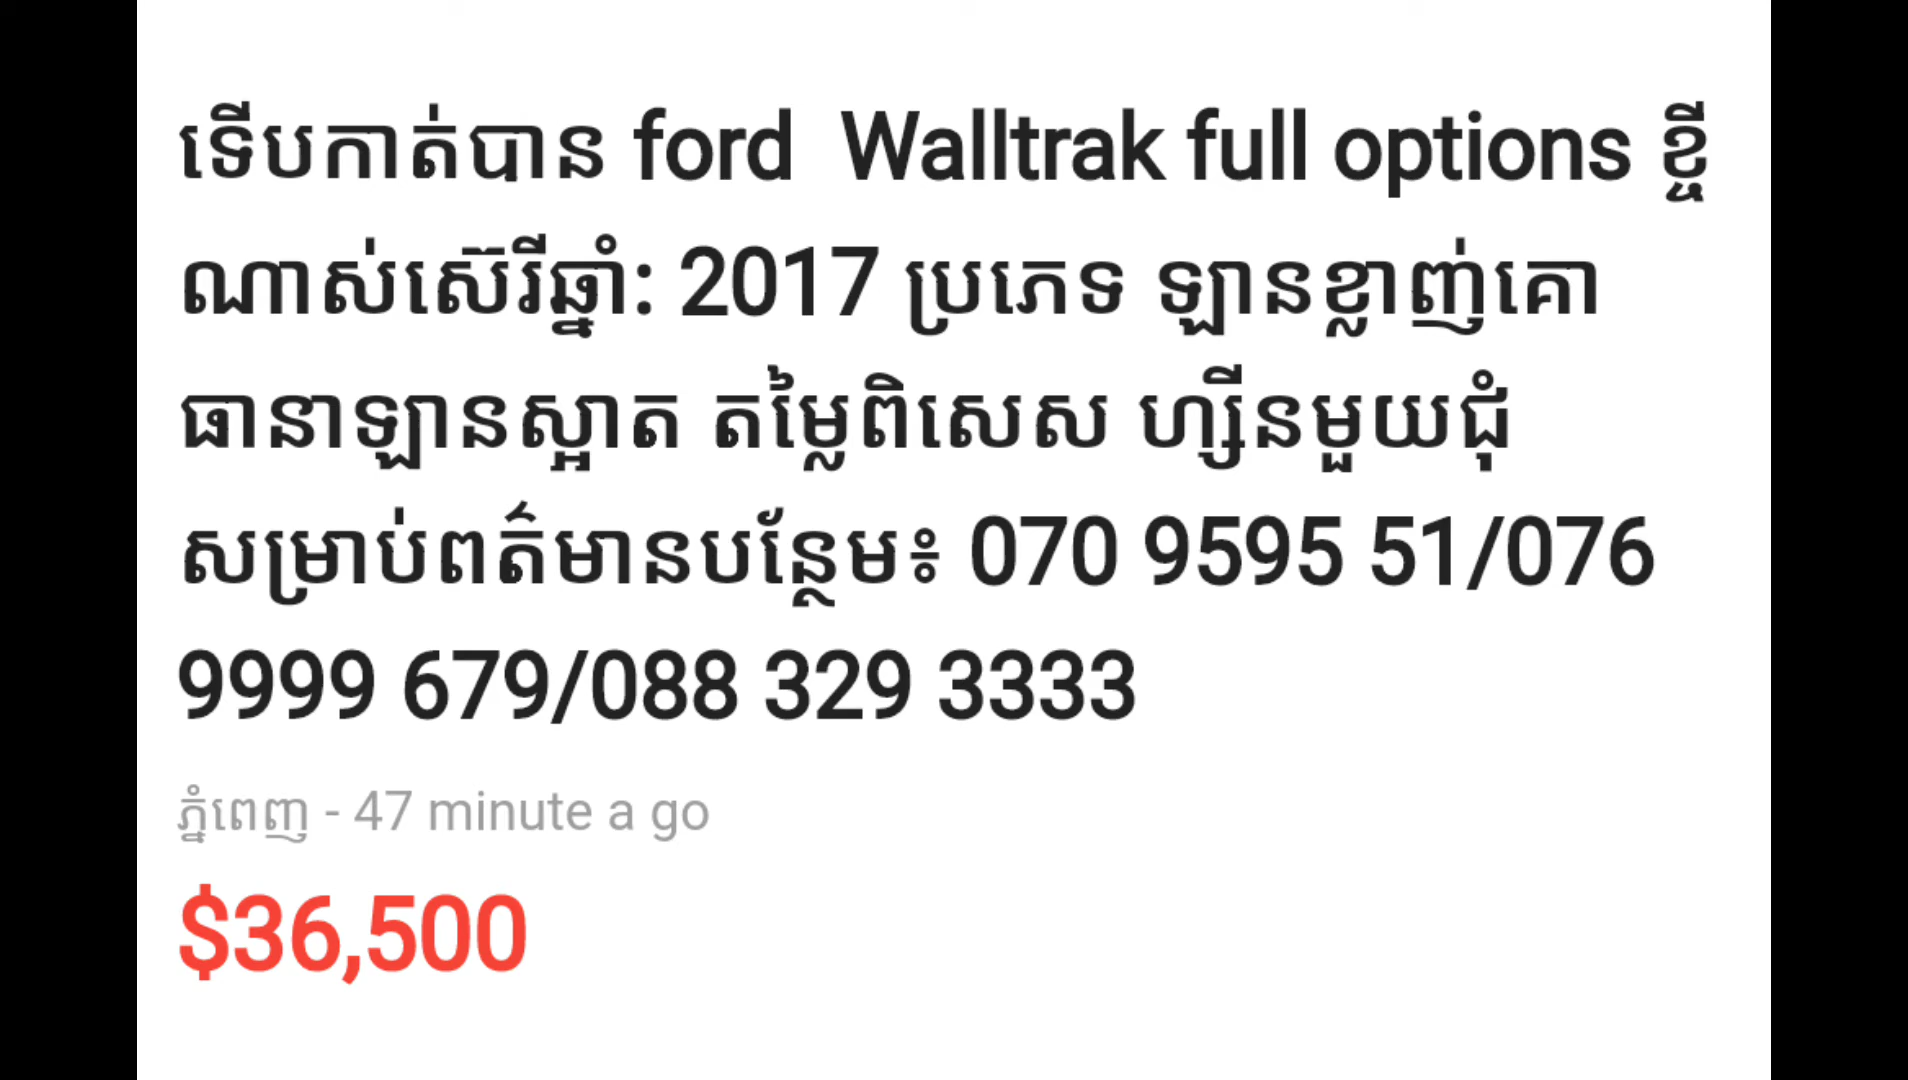 ទើបកាត់បាន ford  Walltrak full options ខ្ទី
ណាស់ស៊េរីឆ្នាំ: 2017 ប្រភេទ ឡានខ្លាញ់គោ
ធានាឡានស្អាត តម្លៃពិសេស ហ្ស៊ីនមួយជុំ
សម្រាប់ពត៌មានបន្ថែម៖ 070 9595 51/076
9999 679/088 329 3333
ភ្នំពេញ - 47 minute a go
$36,500